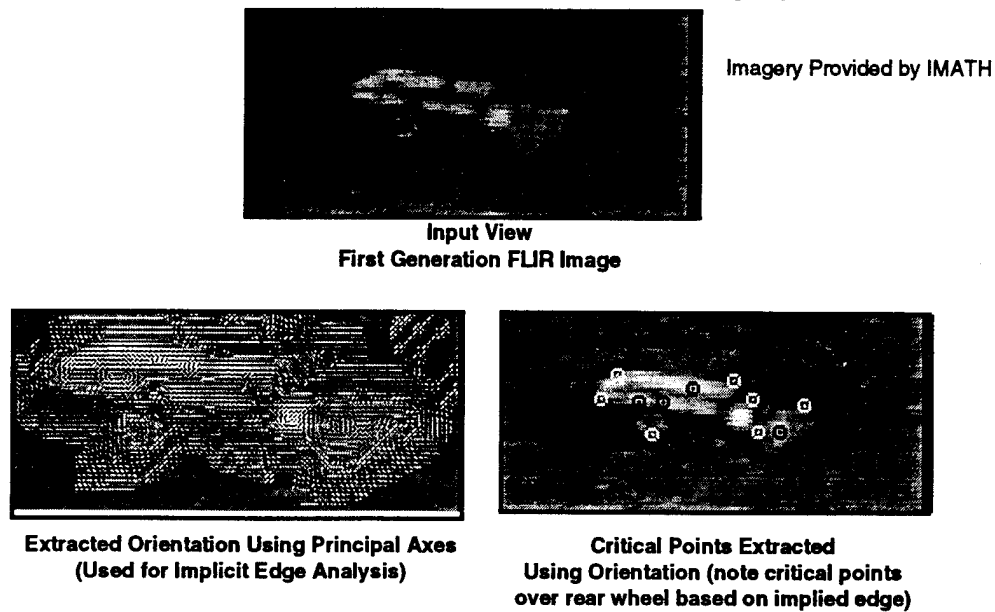 Imagery Provided by IMATH
Input View
First Generation FLIR Image
Extracted Orientation Using Principal Axes
(Used for Implicit Edge Analysis)
Critical Points Extracted
Using Orientation (note critical points
over rear wheel based on implied edge)